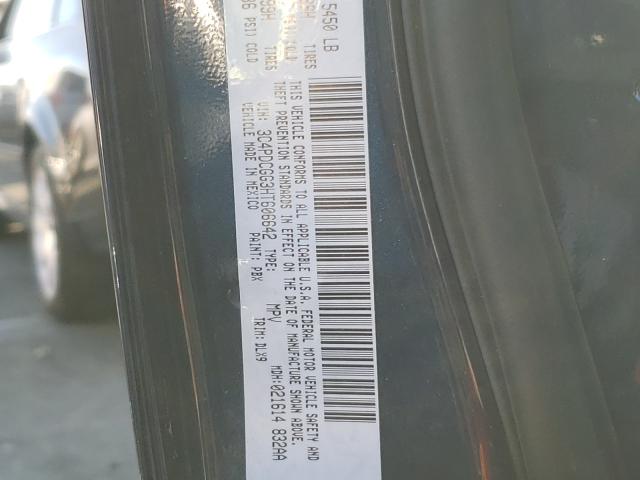 5450 LB
TIRES
TIRES
96 PSI) COLD
THIS VEHICLE CONFORMS TO ALL APPLICABLE U.S.A. FEDERAL MOTOR VEHICLE SAFETY AND
THEFT PREVENTION STANDARDS IN EFFECT ON THE DATE OF MANUFACTURE SHOWN ABOVE.
VIN: 3C4PDCGG3HT606642 TYPE: MPV MDH:021614 832AA
VEHICLE MADE IN MEXICO PAINT: PBX TRIM: DLX9